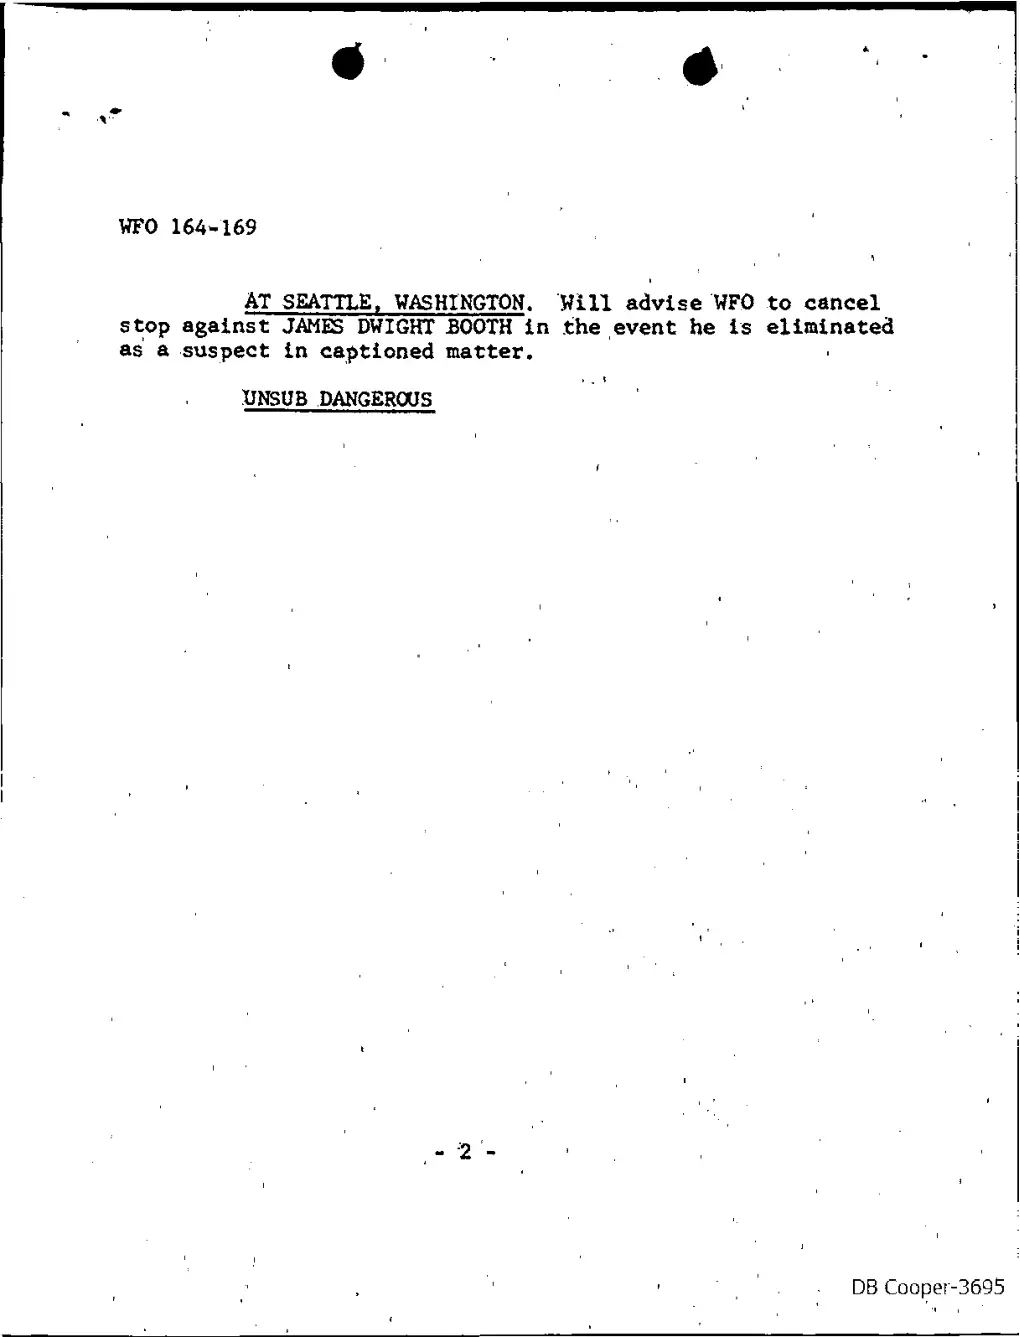 WFO 164-169
AT SEATTLE, WASHINGTON. Will advise WFO to cancel
stop against JAMES DWIGHT BOOTH in the event he is eliminated
as a suspect in captioned matter.
UNSUB DANGEROUS
- 2 -
DB Cooper-3695